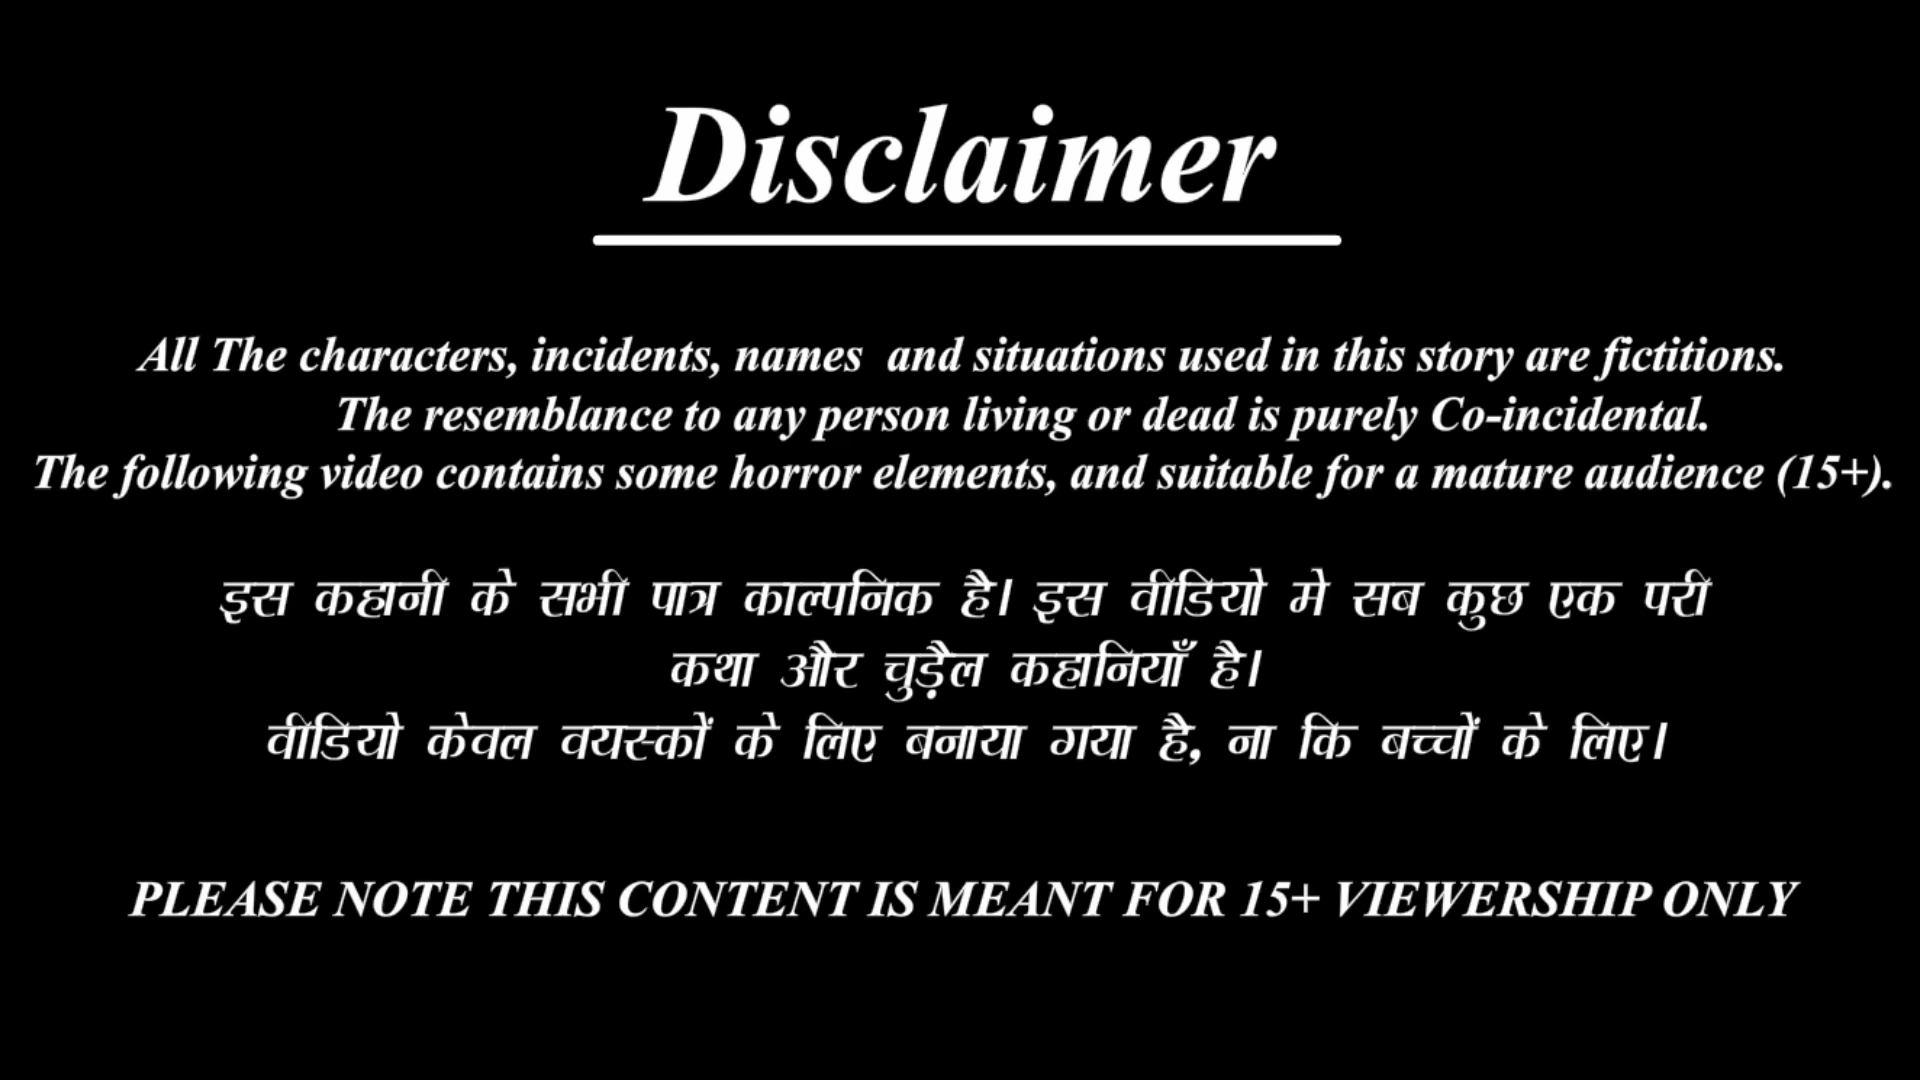 Disclaimer
All The characters, incidents, names and situations used in this story are fictitions.
The resemblance to any person living or dead is purely Co-incidental.
The following video contains some horror elements, and suitable for a mature audience (15+).
इस कहानी के सभी पात्र काल्पनिक है। इस वीडियो मे सब कुछ एक परी
कथा और चुड़ैल कहानियाँ है।
वीडियो केवल वयस्कों के लिए बनाया गया है, ना कि बच्चों के लिए।
PLEASE NOTE THIS CONTENT IS MEANT FOR 15+ VIEWERSHIP ONLY